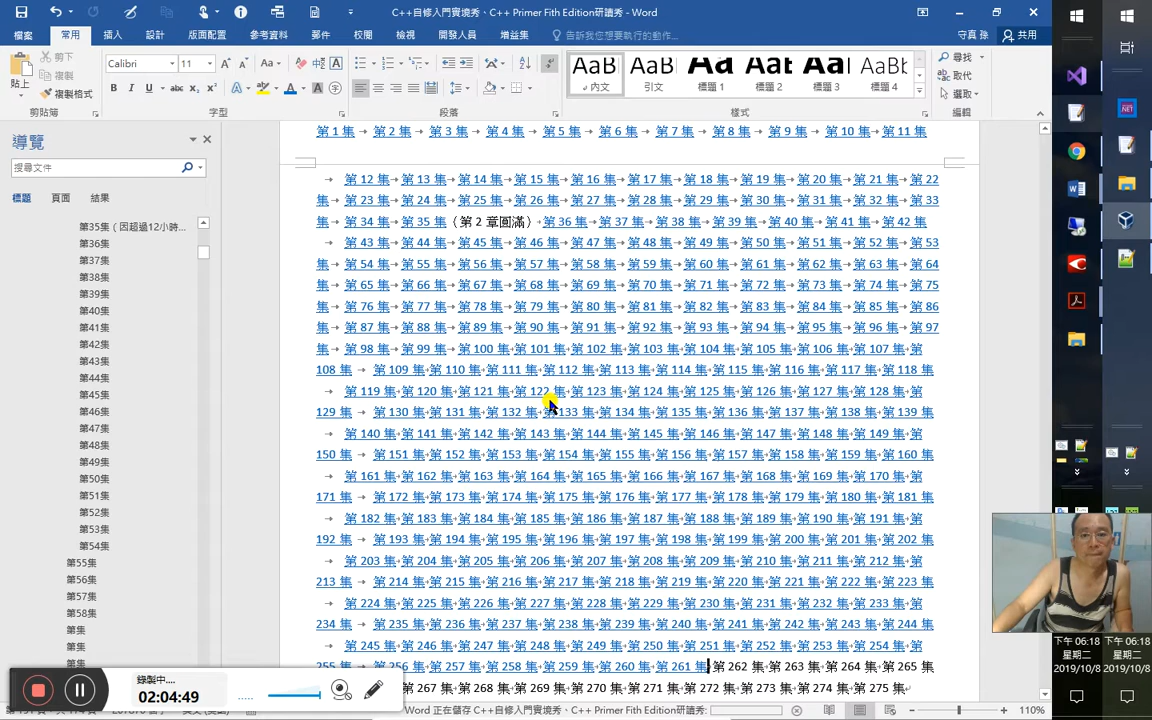 C++自修入門實境秀、C++ Primer Fith Edition研讀秀 - Word
檔案 常用 插入 設計 版面配置 參考資料 郵件 校閱 檢視 開發人員 增益集 告訴我您想要執行的動作... 守真 孫 共用
貼上 剪下 複製 複製格式 Calibri 11 尋找 取代 選取
AaBl AaBb AaB AaBb AaBl AaBb
內文 引文 標題 1 標題 2 標題 3 標題 4
剪貼簿 字型 段落 樣式 編輯
導覽
搜尋文件
標題 頁面 結果
第35集 ( 因超過12小時...
第36集
第37集
第38集
第39集
第40集
第41集
第42集
第43集
第44集
第45集
第46集
第47集
第48集
第49集
第50集
第51集
第52集
第53集
第54集
第55集
第56集
第57集
第58集
第集
第集
第集
第 1 集→ 第 2 集→ 第 3 集→ 第 4 集→ 第 5 集→ 第 6 集→ 第 7 集→ 第 8 集→ 第 9 集→ 第 10 集→第 11 集
→ 第 12 集→第 13 集→第 14 集→第 15 集→第 16 集→第 17 集→第 18 集→第 19 集→第 20 集→第 21 集→第 22
集→第 23 集→第 24 集→第 25 集→第 26 集→第 27 集→第 28 集→第 29 集→第 30 集→第 31 集→第 32 集→第 33
集→第 34 集→第 35 集（第 2 章圓滿）→第 36 集→第 37 集→第 38 集→第 39 集→第 40 集→第 41 集→第 42 集
→ 第 43 集→第 44 集→第 45 集→第 46 集→第 47 集→第 48 集→第 49 集→第 50 集→第 51 集→第 52 集→第 53
集→第 54 集→第 55 集→第 56 集→第 57 集→第 58 集→第 59 集→第 60 集→第 61 集→第 62 集→第 63 集→第 64
集→第 65 集→第 66 集→第 67 集→第 68 集→第 69 集→第 70 集→第 71 集→第 72 集→第 73 集→第 74 集→第 75
集→第 76 集→第 77 集→第 78 集→第 79 集→第 80 集→第 81 集→第 82 集→第 83 集→第 84 集→第 85 集→第 86
集→第 87 集→第 88 集→第 89 集→第 90 集→第 91 集→第 92 集→第 93 集→第 94 集→第 95 集→第 96 集→第 97
集→第 98 集→第 99 集→第 100 集→第 101 集→第 102 集→第 103 集→第 104 集→第 105 集→第 106 集→第 107 集→第
108 集→ 第 109 集→第 110 集→第 111 集→第 112 集→第 113 集→第 114 集→第 115 集→第 116 集→第 117 集→第 118 集
→ 第 119 集→第 120 集→第 121 集→第 122 集→第 123 集→第 124 集→第 125 集→第 126 集→第 127 集→第 128 集→第
129 集→ 第 130 集→第 131 集→第 132 集→第 133 集→第 134 集→第 135 集→第 136 集→第 137 集→第 138 集→第 139 集
→ 第 140 集→第 141 集→第 142 集→第 143 集→第 144 集→第 145 集→第 146 集→第 147 集→第 148 集→第 149 集→第
150 集→ 第 151 集→第 152 集→第 153 集→第 154 集→第 155 集→第 156 集→第 157 集→第 158 集→第 159 集→第 160 集
→ 第 161 集→第 162 集→第 163 集→第 164 集→第 165 集→第 166 集→第 167 集→第 168 集→第 169 集→第 170 集→第
171 集→ 第 172 集→第 173 集→第 174 集→第 175 集→第 176 集→第 177 集→第 178 集→第 179 集→第 180 集→第 181 集
→ 第 182 集→第 183 集→第 184 集→第 185 集→第 186 集→第 187 集→第 188 集→第 189 集→第 190 集→第 191 集→第
192 集→ 第 193 集→第 194 集→第 195 集→第 196 集→第 197 集→第 198 集→第 199 集→第 200 集→第 201 集→第 202 集
→ 第 203 集→第 204 集→第 205 集→第 206 集→第 207 集→第 208 集→第 209 集→第 210 集→第 211 集→第 212 集→第
213 集→ 第 214 集→第 215 集→第 216 集→第 217 集→第 218 集→第 219 集→第 220 集→第 221 集→第 222 集→第 223 集
→ 第 224 集→第 225 集→第 226 集→第 227 集→第 228 集→第 229 集→第 230 集→第 231 集→第 232 集→第 233 集→第
234 集→ 第 235 集→第 236 集→第 237 集→第 238 集→第 239 集→第 240 集→第 241 集→第 242 集→第 243 集→第 244 集
→ 第 245 集→第 246 集→第 247 集→第 248 集→第 249 集→第 250 集→第 251 集→第 252 集→第 253 集→第 254 集→第
255 集→ 第 256 集→第 257 集→第 258 集→第 259 集→第 260 集→第 261 集→第 262 集→第 263 集→第 264 集→第 265 集
第 267 集→第 268 集→第 269 集→第 270 集→第 271 集→第 272 集→第 273 集→第 274 集→第 275 集
錄製中...
02:04:49
Word 正在儲存 C++自修入門實境秀、C++ Primer Fith Edition研讀秀:
110%
下午 06:18 下午 06:18
星期二 星期二
2019/10/8 2019/10/8